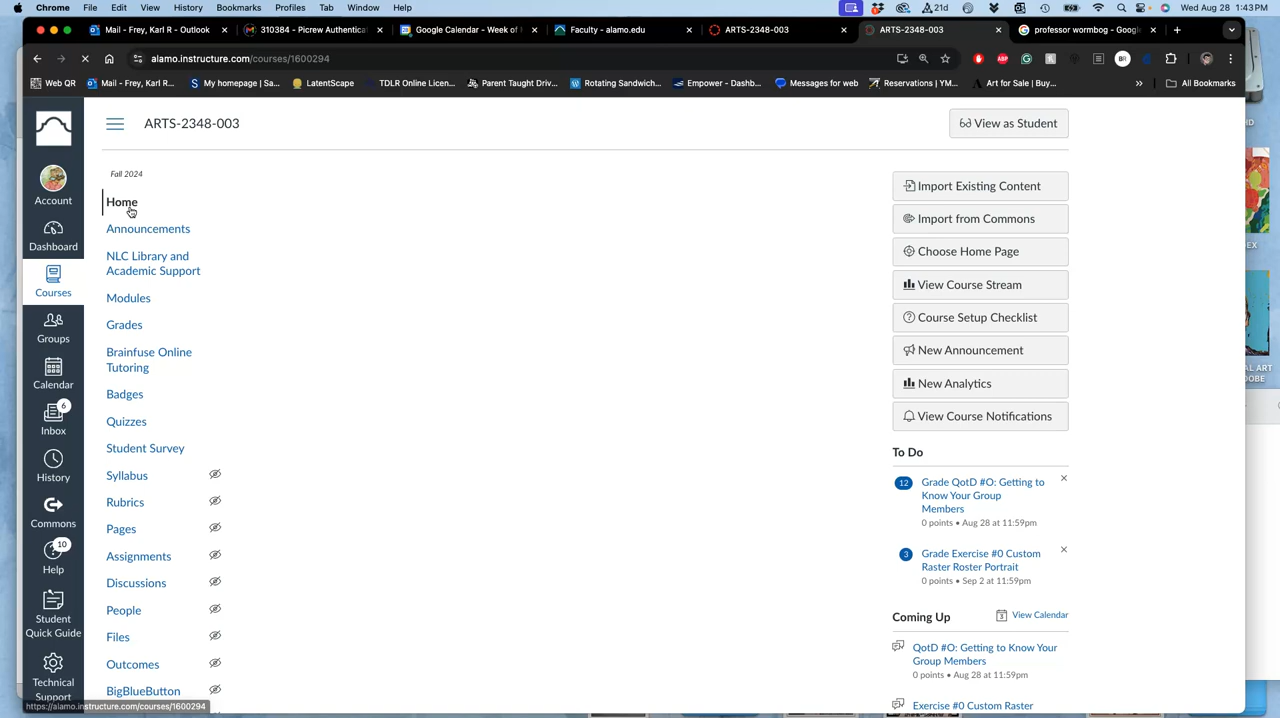 Chrome File Edit View History Bookmarks Profiles Tab Window Help
21d
Wed Aug 28 1:43 PM
Mail - Frey, Karl R - Outlook
310384 - Picrew Authentica
Google Calendar - Week of
Faculty - alamo.edu
ARTS-2348-003
ARTS-2348-003
professor wormbog - Goog
alamo.instructure.com/courses/1600294
ABP
BR
Web QR
Mail - Frey, Karl R...
My homepage | Sa...
LatentScape
TDLR Online Licen...
Parent Taught Driv...
Rotating Sandwich...
Empower - Dashb...
Messages for web
Reservations | YM...
Art for Sale | Buy...
All Bookmarks
ARTS-2348-003
View as Student
Account
Dashboard
Courses
Groups
Calendar
6
Inbox
History
Commons
10
Help
Student
Quick Guide
Technical
Support
Fall 2024
Home
Announcements
NLC Library and
Academic Support
Modules
Grades
Brainfuse Online
Tutoring
Badges
Quizzes
Student Survey
Syllabus
Rubrics
Pages
Assignments
Discussions
People
Files
Outcomes
BigBlueButton
Import Existing Content
Import from Commons
Choose Home Page
View Course Stream
Course Setup Checklist
New Announcement
New Analytics
View Course Notifications
To Do
12
Grade QotD #O: Getting to
Know Your Group
Members
0 points • Aug 28 at 11:59pm
3
Grade Exercise #0 Custom
Raster Roster Portrait
0 points • Sep 2 at 11:59pm
Coming Up
View Calendar
QotD #O: Getting to Know Your
Group Members
0 points • Aug 28 at 11:59pm
Exercise #0 Custom Raster
https://alamo.instructure.com/courses/1600294